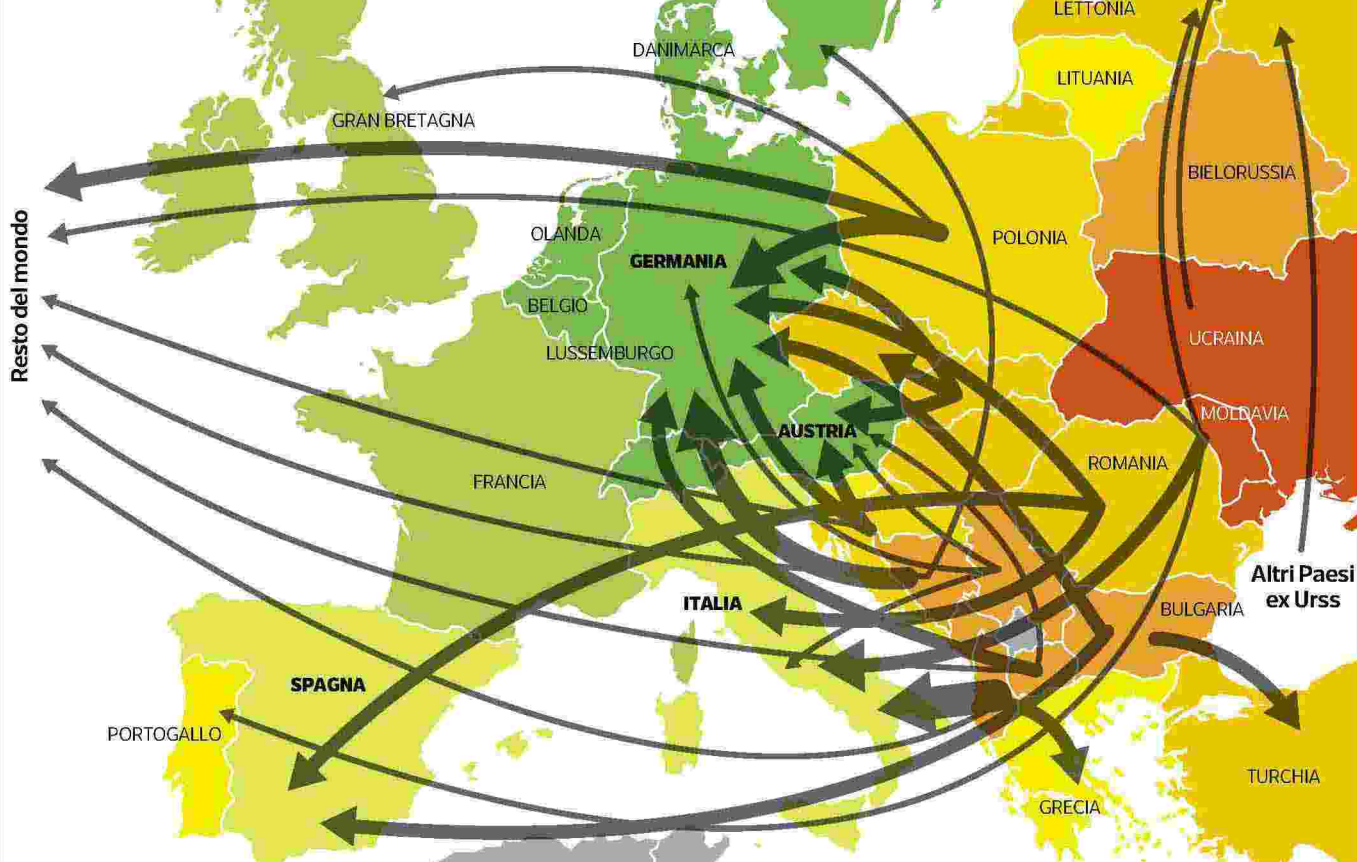 LETTONIA
DANIMARCA
LITUANIA
GRAN BRETAGNA
BIELORUSSIA
Resto del mondo
OLANDA
POLONIA
GERMANIA
BELGIO
UCRAINA
LUSSEMBURGO
MOLDAVIA
AUSTRIA
ROMANIA
FRANCIA
Altri Paesi
ex Urss
ITALIA
BULGARIA
SPAGNA
PORTOGALLO
TURCHIA
GRECIA